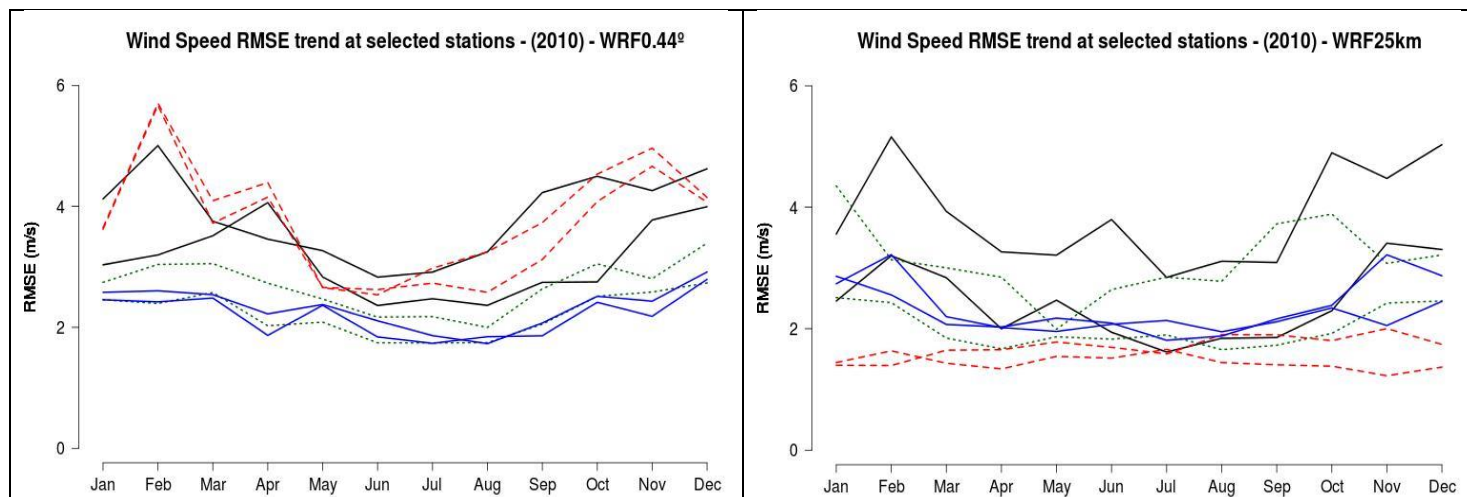 Wind Speed RMSE trend at selected stations - (2010) - WRF0.44º
RMSE (m/s)
6
4
2
0
Jan Feb Mar Apr May Jun Jul Aug Sep Oct Nov Dec
Wind Speed RMSE trend at selected stations - (2010) - WRF25km
RMSE (m/s)
6
4
2
0
Jan Feb Mar Apr May Jun Jul Aug Sep Oct Nov Dec